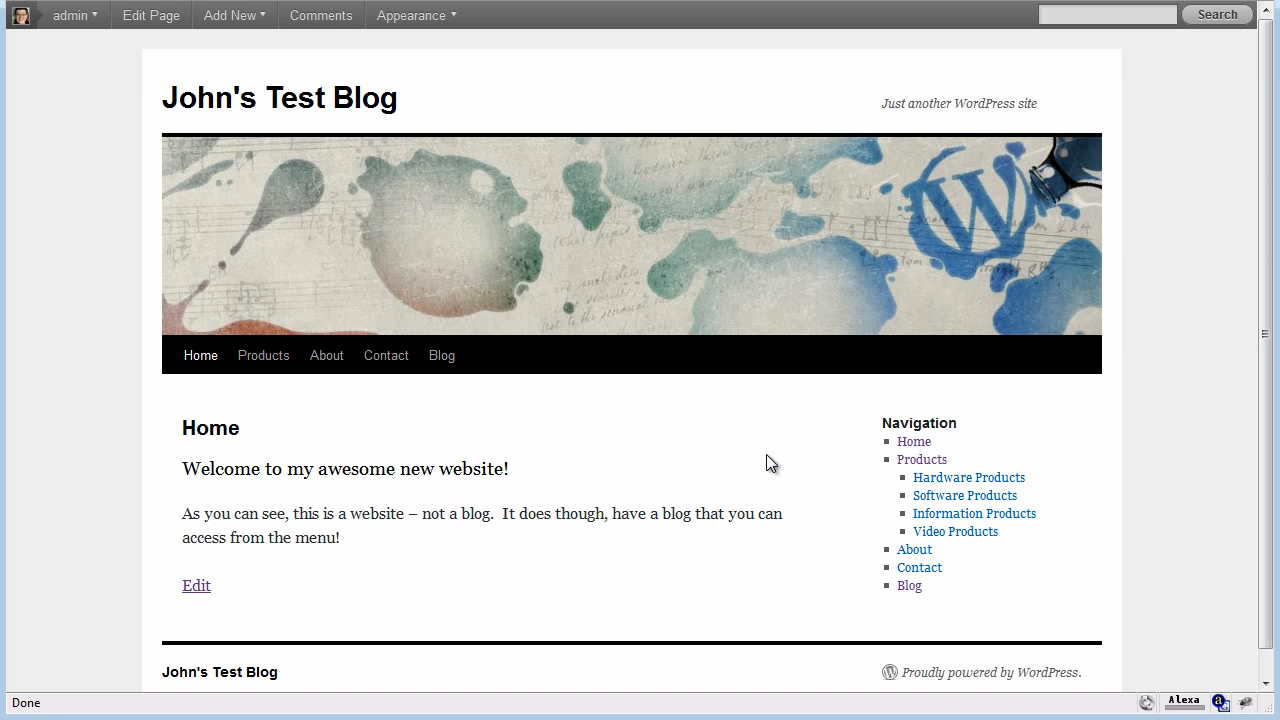 admin Edit Page Add New Comments Appearance Search
John's Test Blog
Just another WordPress site
W
Home Products About Contact Blog
Home
Welcome to my awesome new website!
As you can see, this is a website – not a blog.  It does though, have a blog that you can
access from the menu!
Edit
Navigation
Home
Products
Hardware Products
Software Products
Information Products
Video Products
About
Contact
Blog
John's Test Blog
Proudly powered by WordPress.
Done
Alexa